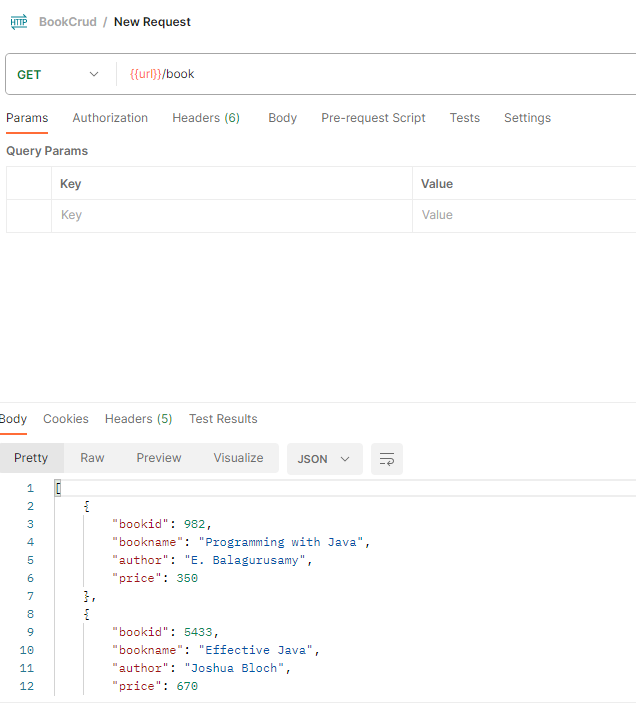 HTTP BookCrud / New Request
GET {{url}}/book
Params Authorization Headers (6) Body Pre-request Script Tests Settings
Query Params
Key Value
Key Value
Body Cookies Headers (5) Test Results
Pretty Raw Preview Visualize JSON
1 [
2 {
3 "bookid": 982,
4 "bookname": "Programming with Java",
5 "author": "E. Balagurusamy",
6 "price": 350
7 },
8 {
9 "bookid": 5433,
10 "bookname": "Effective Java",
11 "author": "Joshua Bloch",
12 "price": 670